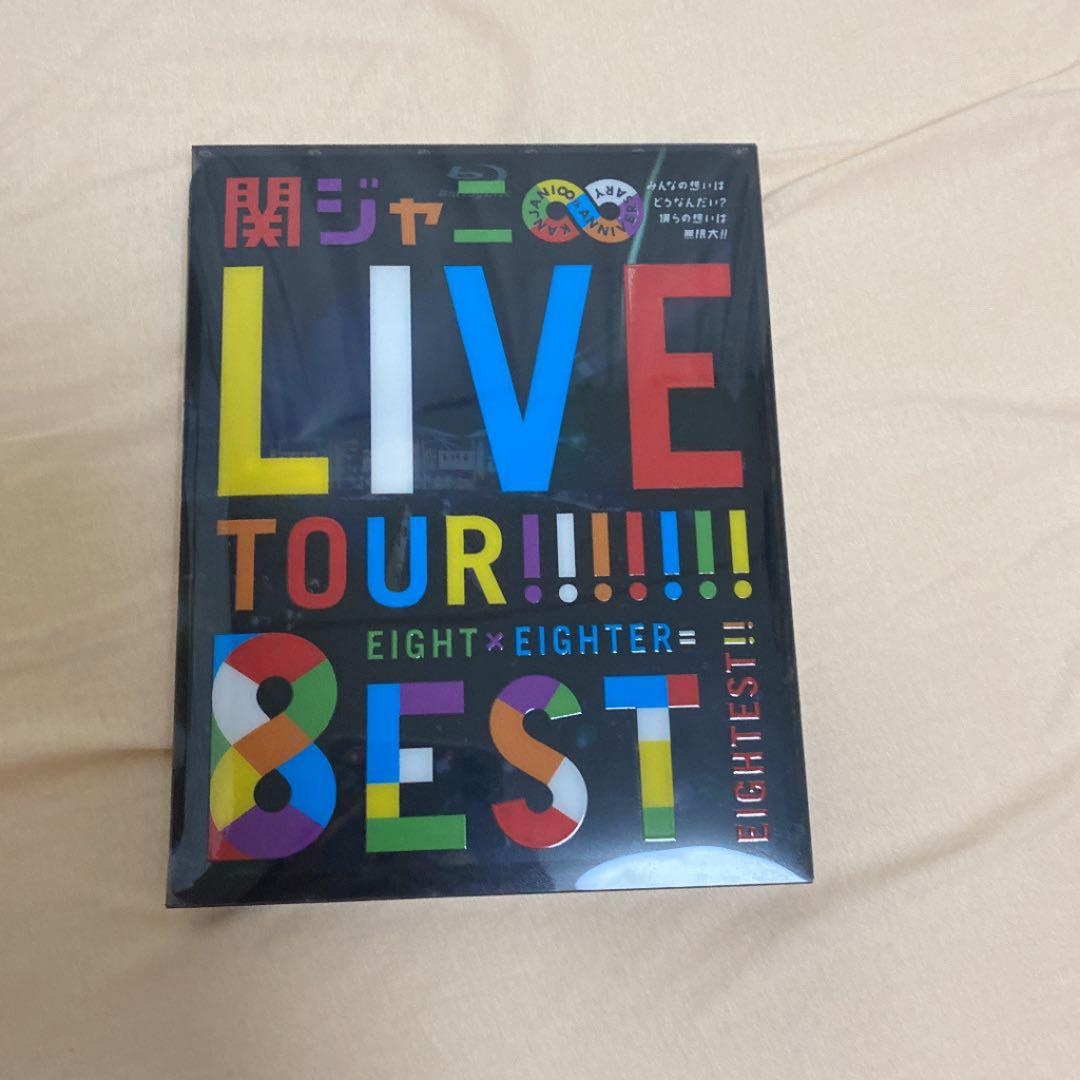 関ジャニ∞
KANJANI∞ 8th ANNIVERSARY
みんなの想いは
どうなんだい?
僕らの想いは
無限大!!
LIVE
TOUR!!!!!!!!
EIGHT×EIGHTER=
8EST
EIGHTEST!!